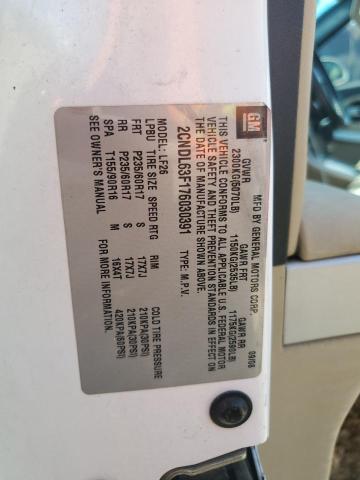 GM
MFD BY GENERAL MOTORS CORP. 09/06
GVWR GAWR FRT GAWR RR
2300KG(5070LB) 1150KG(2535LB) 1175KG(2590LB)
THIS VEHICLE CONFORMS TO ALL APPLICABLE U.S. FEDERAL MOTOR
VEHICLE SAFETY AND THEFT PREVENTION STANDARDS IN EFFECT ON
THE DATE OF MANUFACTURE SHOWN ABOVE.
2CNDL53F176030391 TYPE: M.P.V.
LF26
LPBU TIRE SIZE SPEED RTG RIM COLD TIRE PRESSURE
FRT P235/60R17 S 17X7J 210KPA(30PSI)
RR P235/60R17 S 17X7J 210KPA(30PSI)
SPA T155/90R16 M 16X4T 420KPA(60PSI)
SEE OWNER'S MANUAL FOR MORE INFORMATION.